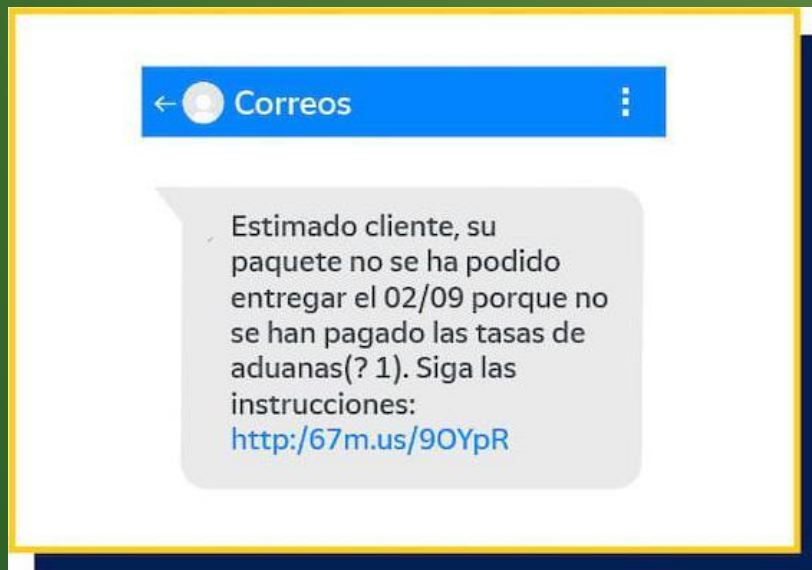 Correos
Estimado cliente, su
paquete no se ha podido
entregar el 02/09 porque no
se han pagado las tasas de
aduanas(? 1). Siga las
instrucciones:
http:/67m.us/9OYpR